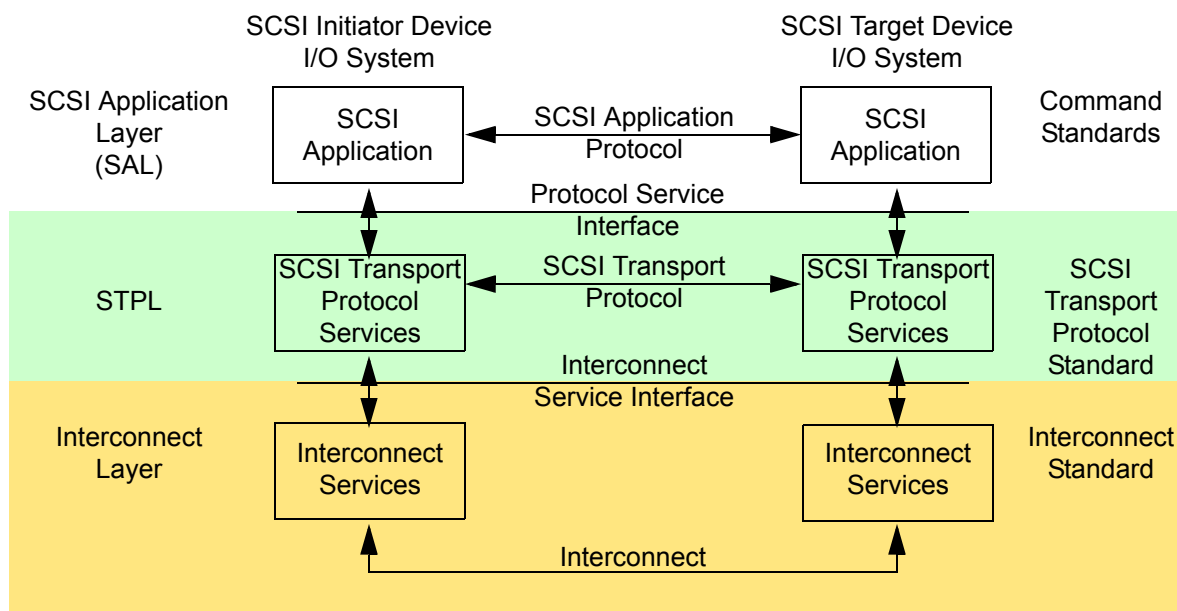 SCSI Initiator Device
I/O System
SCSI Target Device
I/O System
SCSI Application
Layer
(SAL)
SCSI
Application
SCSI Application
Protocol
SCSI
Application
Command
Standards
Protocol Service
Interface
STPL
SCSI Transport
Protocol
Services
SCSI Transport
Protocol
SCSI Transport
Protocol
Services
SCSI
Transport
Protocol
Standard
Interconnect
Service Interface
Interconnect
Layer
Interconnect
Services
Interconnect
Services
Interconnect
Standard
Interconnect